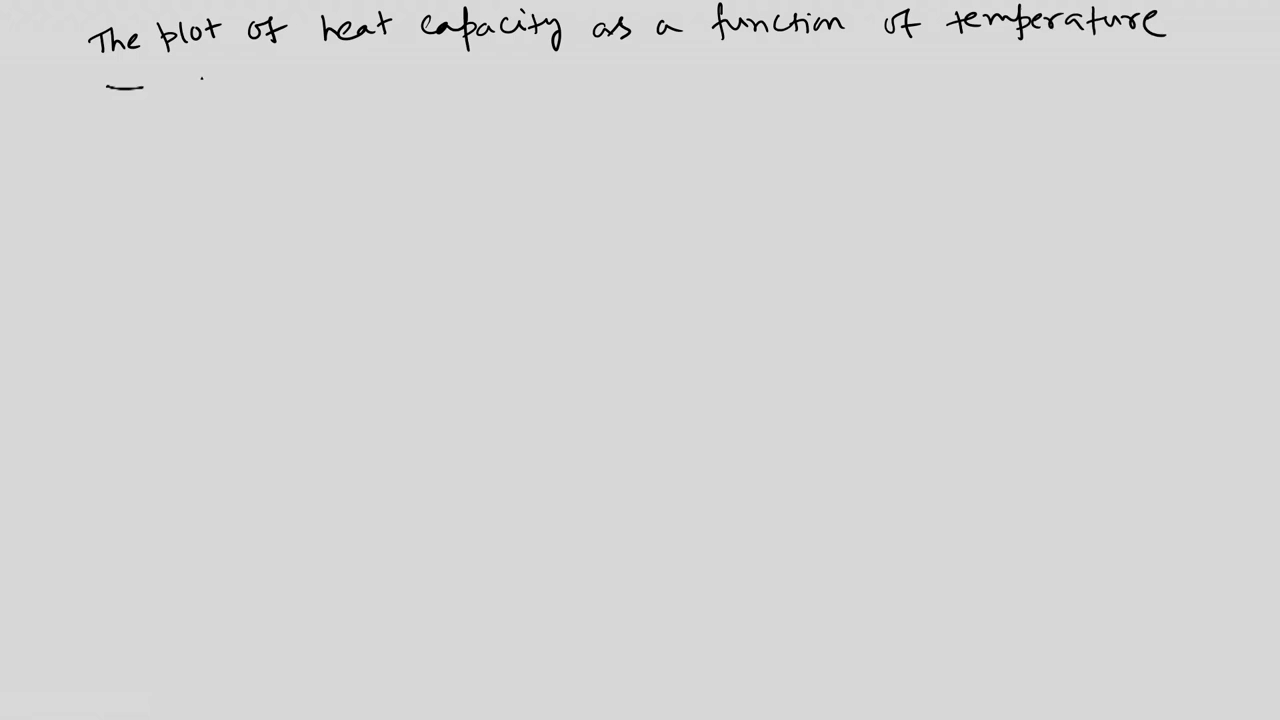 The plot of heat capacity as a function of temperature